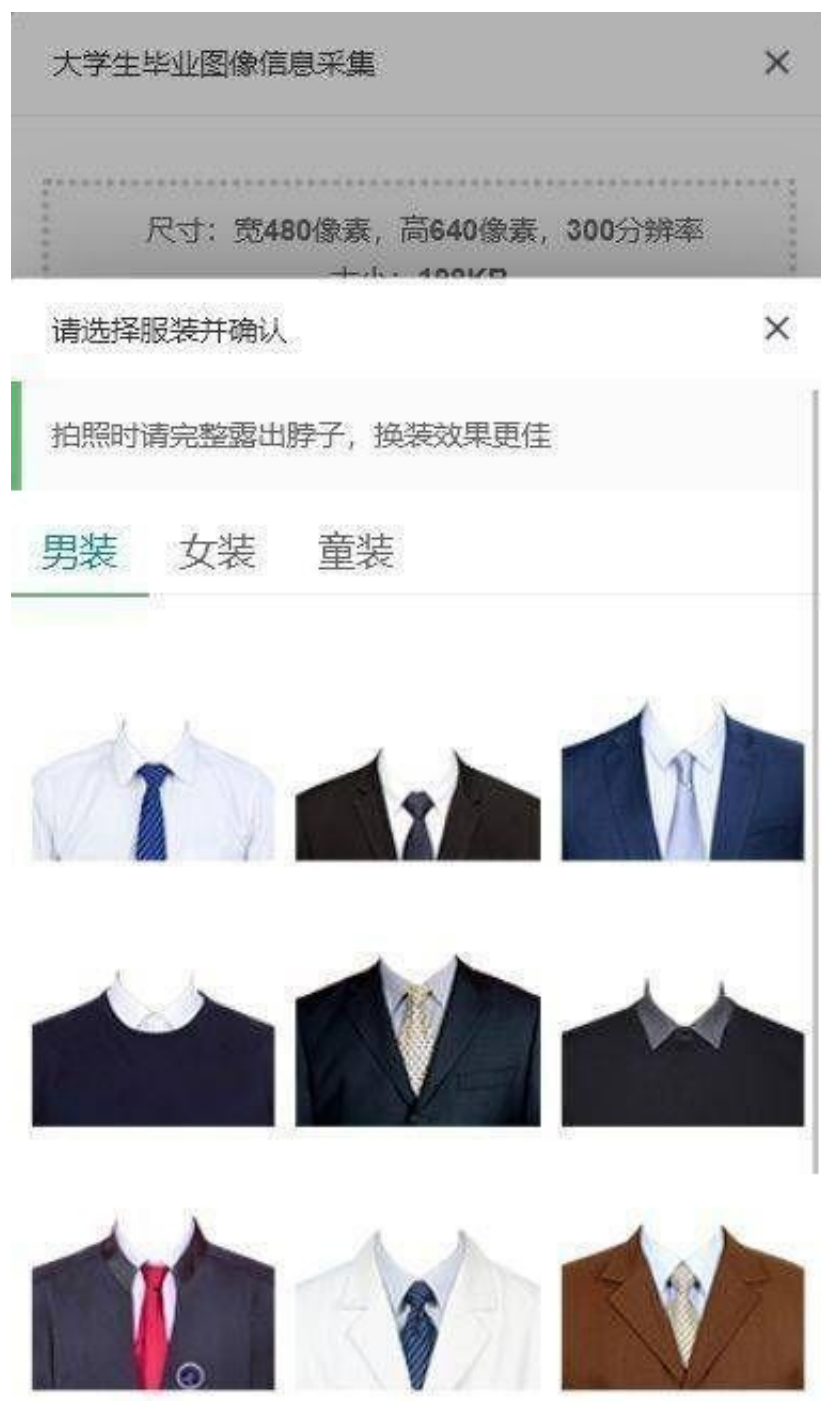 大学生毕业图像信息采集
尺寸：宽480像素，高640像素，300分辨率
请选择服装并确认
拍照时请完整露出脖子，换装效果更佳
男装 女装 童装